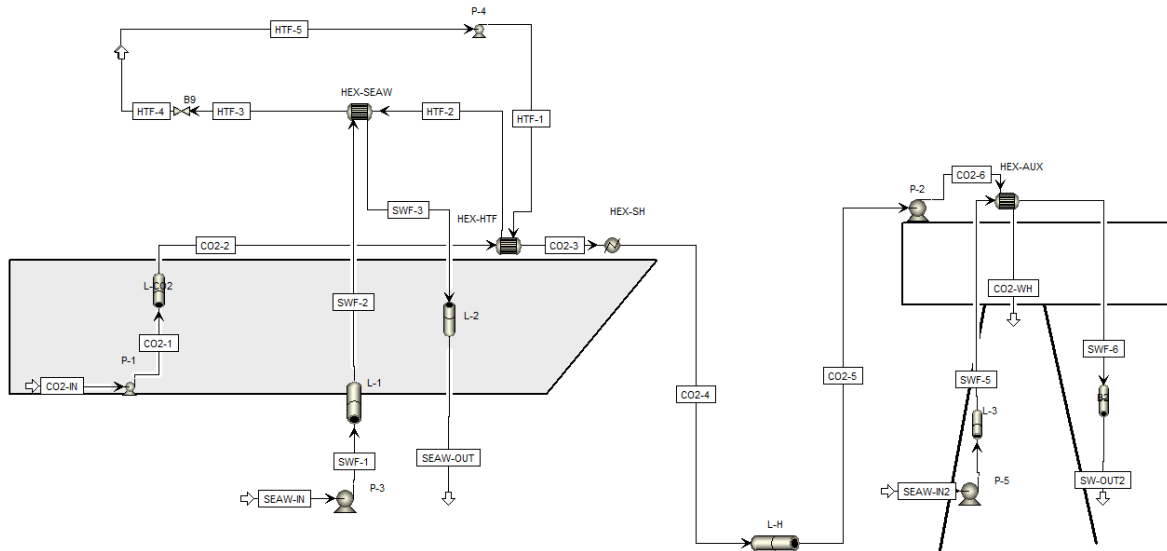 P-4
HTF-5
HEX-SEAW
B9
HTF-4
HTF-3
HTF-2
HTF-1
HEX-AUX
CO2-6
P-2
SWF-3
HEX-HTF
HEX-SH
CO2-2
CO2-3
L-CO2
SWF-2
L-2
CO2-WH
CO2-1
P-1
CO2-IN
L-1
CO2-4
CO2-5
SWF-5
SWF-6
L-3
B2
SWF-1
SEAW-OUT
SEAW-IN
P-3
SEAW-IN2
P-5
SW-OUT2
L-H